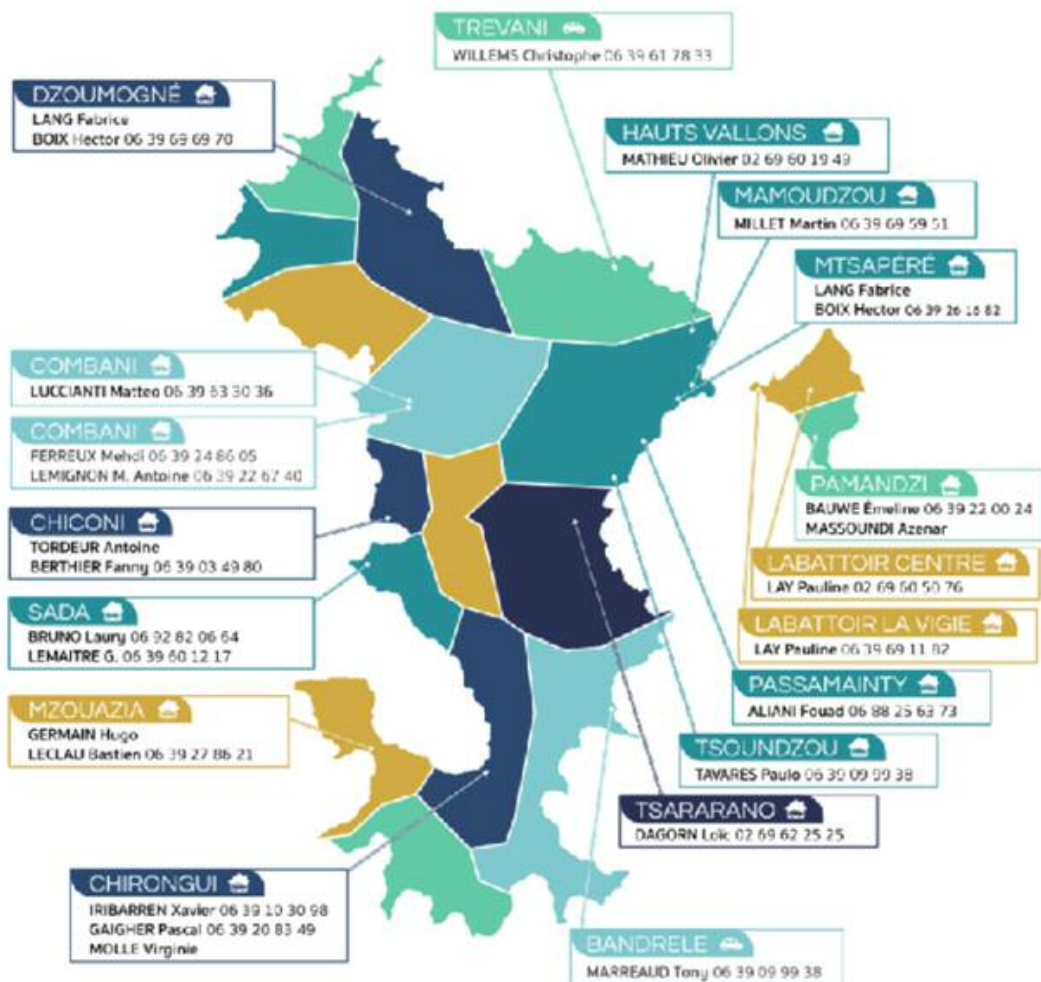 TREVANI
WILLEMS Christophe 06 39 61 78 33
DZOUMOGNÉ
LANG Fabrice
BOIX Hector 06 39 69 69 70
HAUTS VALLONS
MATHIEU Olivier 02 69 60 19 49
MAMOUDZOU
MILLET Martin 06 39 69 59 51
MTSAPÉRÉ
LANG Fabrice
BOIX Hector 06 39 26 16 82
COMBANI
LUCCIANTI Matteo 06 39 63 30 36
COMBANI
FERREUX Mehdi 06 39 24 86 05
LEMIGNON M. Antoine 06 39 22 67 40
CHICONI
TORDEUR Antoine
BERTHIER Fanny 06 39 03 49 80
SADA
BRUNO Laury 06 92 82 06 64
LEMAITRE G. 06 39 60 12 17
MZOUAZIA
GERMAIN Hugo
LECLAU Bastien 06 39 27 86 21
PAMANDZI
BAUWE Émeline 06 39 22 00 24
MASSOUNDI Azenar
LABATTOIR CENTRE
LAY Pauline 02 69 60 50 76
LABATTOIR LA VIGIE
LAY Pauline 06 39 69 11 82
PASSAMAINTY
ALIANI Fouad 06 88 25 63 73
TSOUNDZOU
TAVARES Paulo 06 39 09 99 38
TSARARANO
DAGORN Loïc 02 69 62 25 25
CHIRONGUI
IRIBARREN Xavier 06 39 10 30 98
GAIGHER Pascal 06 39 20 83 49
MOLLE Virginie
BANDRELE
MARREAUD Tony 06 39 09 99 38